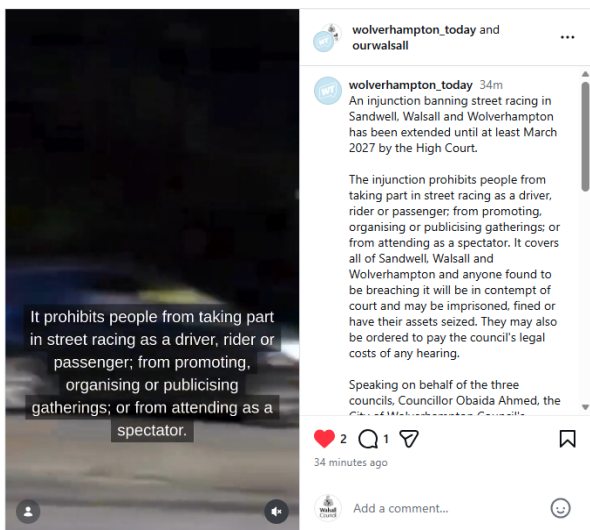 It prohibits people from taking part
in street racing as a driver, rider or
passenger; from promoting,
organising or publicising
gatherings; or from attending as a
spectator.
wolverhampton_today and
ourwalsall
WT
wolverhampton_today 34m
An injunction banning street racing in
Sandwell, Walsall and Wolverhampton
has been extended until at least March
2027 by the High Court.
The injunction prohibits people from
taking part in street racing as a driver,
rider or passenger; from promoting,
organising or publicising gatherings; or
from attending as a spectator. It covers
all of Sandwell, Walsall and
Wolverhampton and anyone found to
be breaching it will be in contempt of
court and may be imprisoned, fined or
have their assets seized. They may also
be ordered to pay the council's legal
costs of any hearing.
Speaking on behalf of the three
councils, Councillor Obaida Ahmed, the
City of Wolverhampton Council's
2 1
34 minutes ago
Walsall Council
Add a comment...